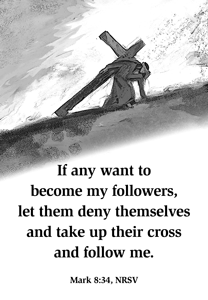 If any want to
become my followers,
let them deny themselves
and take up their cross
and follow me.
Mark 8:34, NRSV